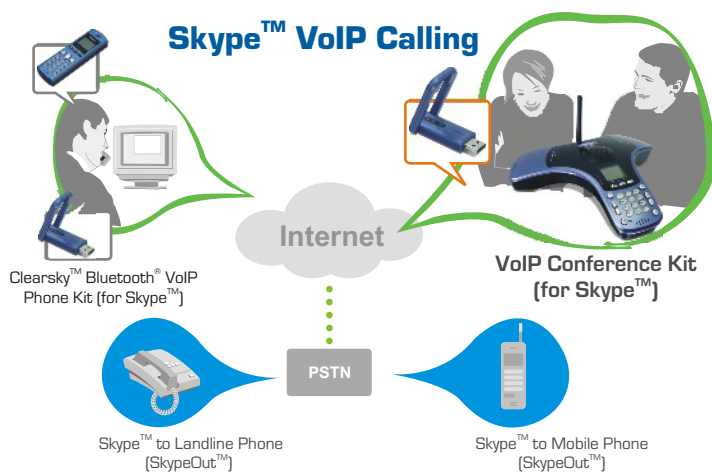 Skype™ VoIP Calling
Internet
Clearsky™ Bluetooth® VoIP
Phone Kit (for Skype™)
VoIP Conference Kit
(for Skype™)
PSTN
Skype™ to Landline Phone
(SkypeOut™)
Skype™ to Mobile Phone
(SkypeOut™)